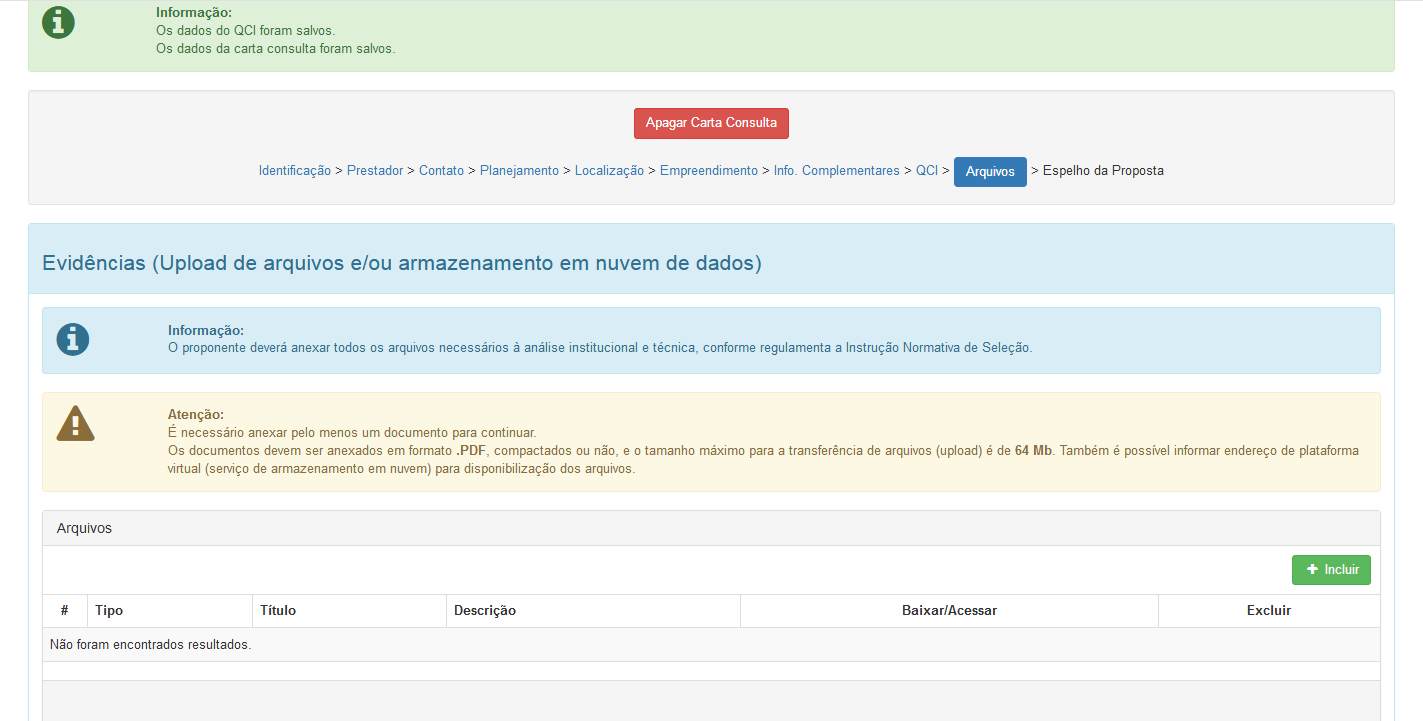 Informação:
Os dados do QCI foram salvos.
Os dados da carta consulta foram salvos.
Apagar Carta Consulta
Identificação > Prestador > Contato > Planejamento > Localização > Empreendimento > Info. Complementares > QCI > Arquivos > Espelho da Proposta
Evidências (Upload de arquivos e/ou armazenamento em nuvem de dados)
Informação:
O proponente deverá anexar todos os arquivos necessários à análise institucional e técnica, conforme regulamenta a Instrução Normativa de Seleção.
Atenção:
É necessário anexar pelo menos um documento para continuar.
Os documentos devem ser anexados em formato .PDF, compactados ou não, e o tamanho máximo para a transferência de arquivos (upload) é de 64 Mb. Também é possível informar endereço de plataforma
virtual (serviço de armazenamento em nuvem) para disponibilização dos arquivos.
Arquivos
Incluir
# Tipo Título Descrição Baixar/Acessar Excluir
Não foram encontrados resultados.